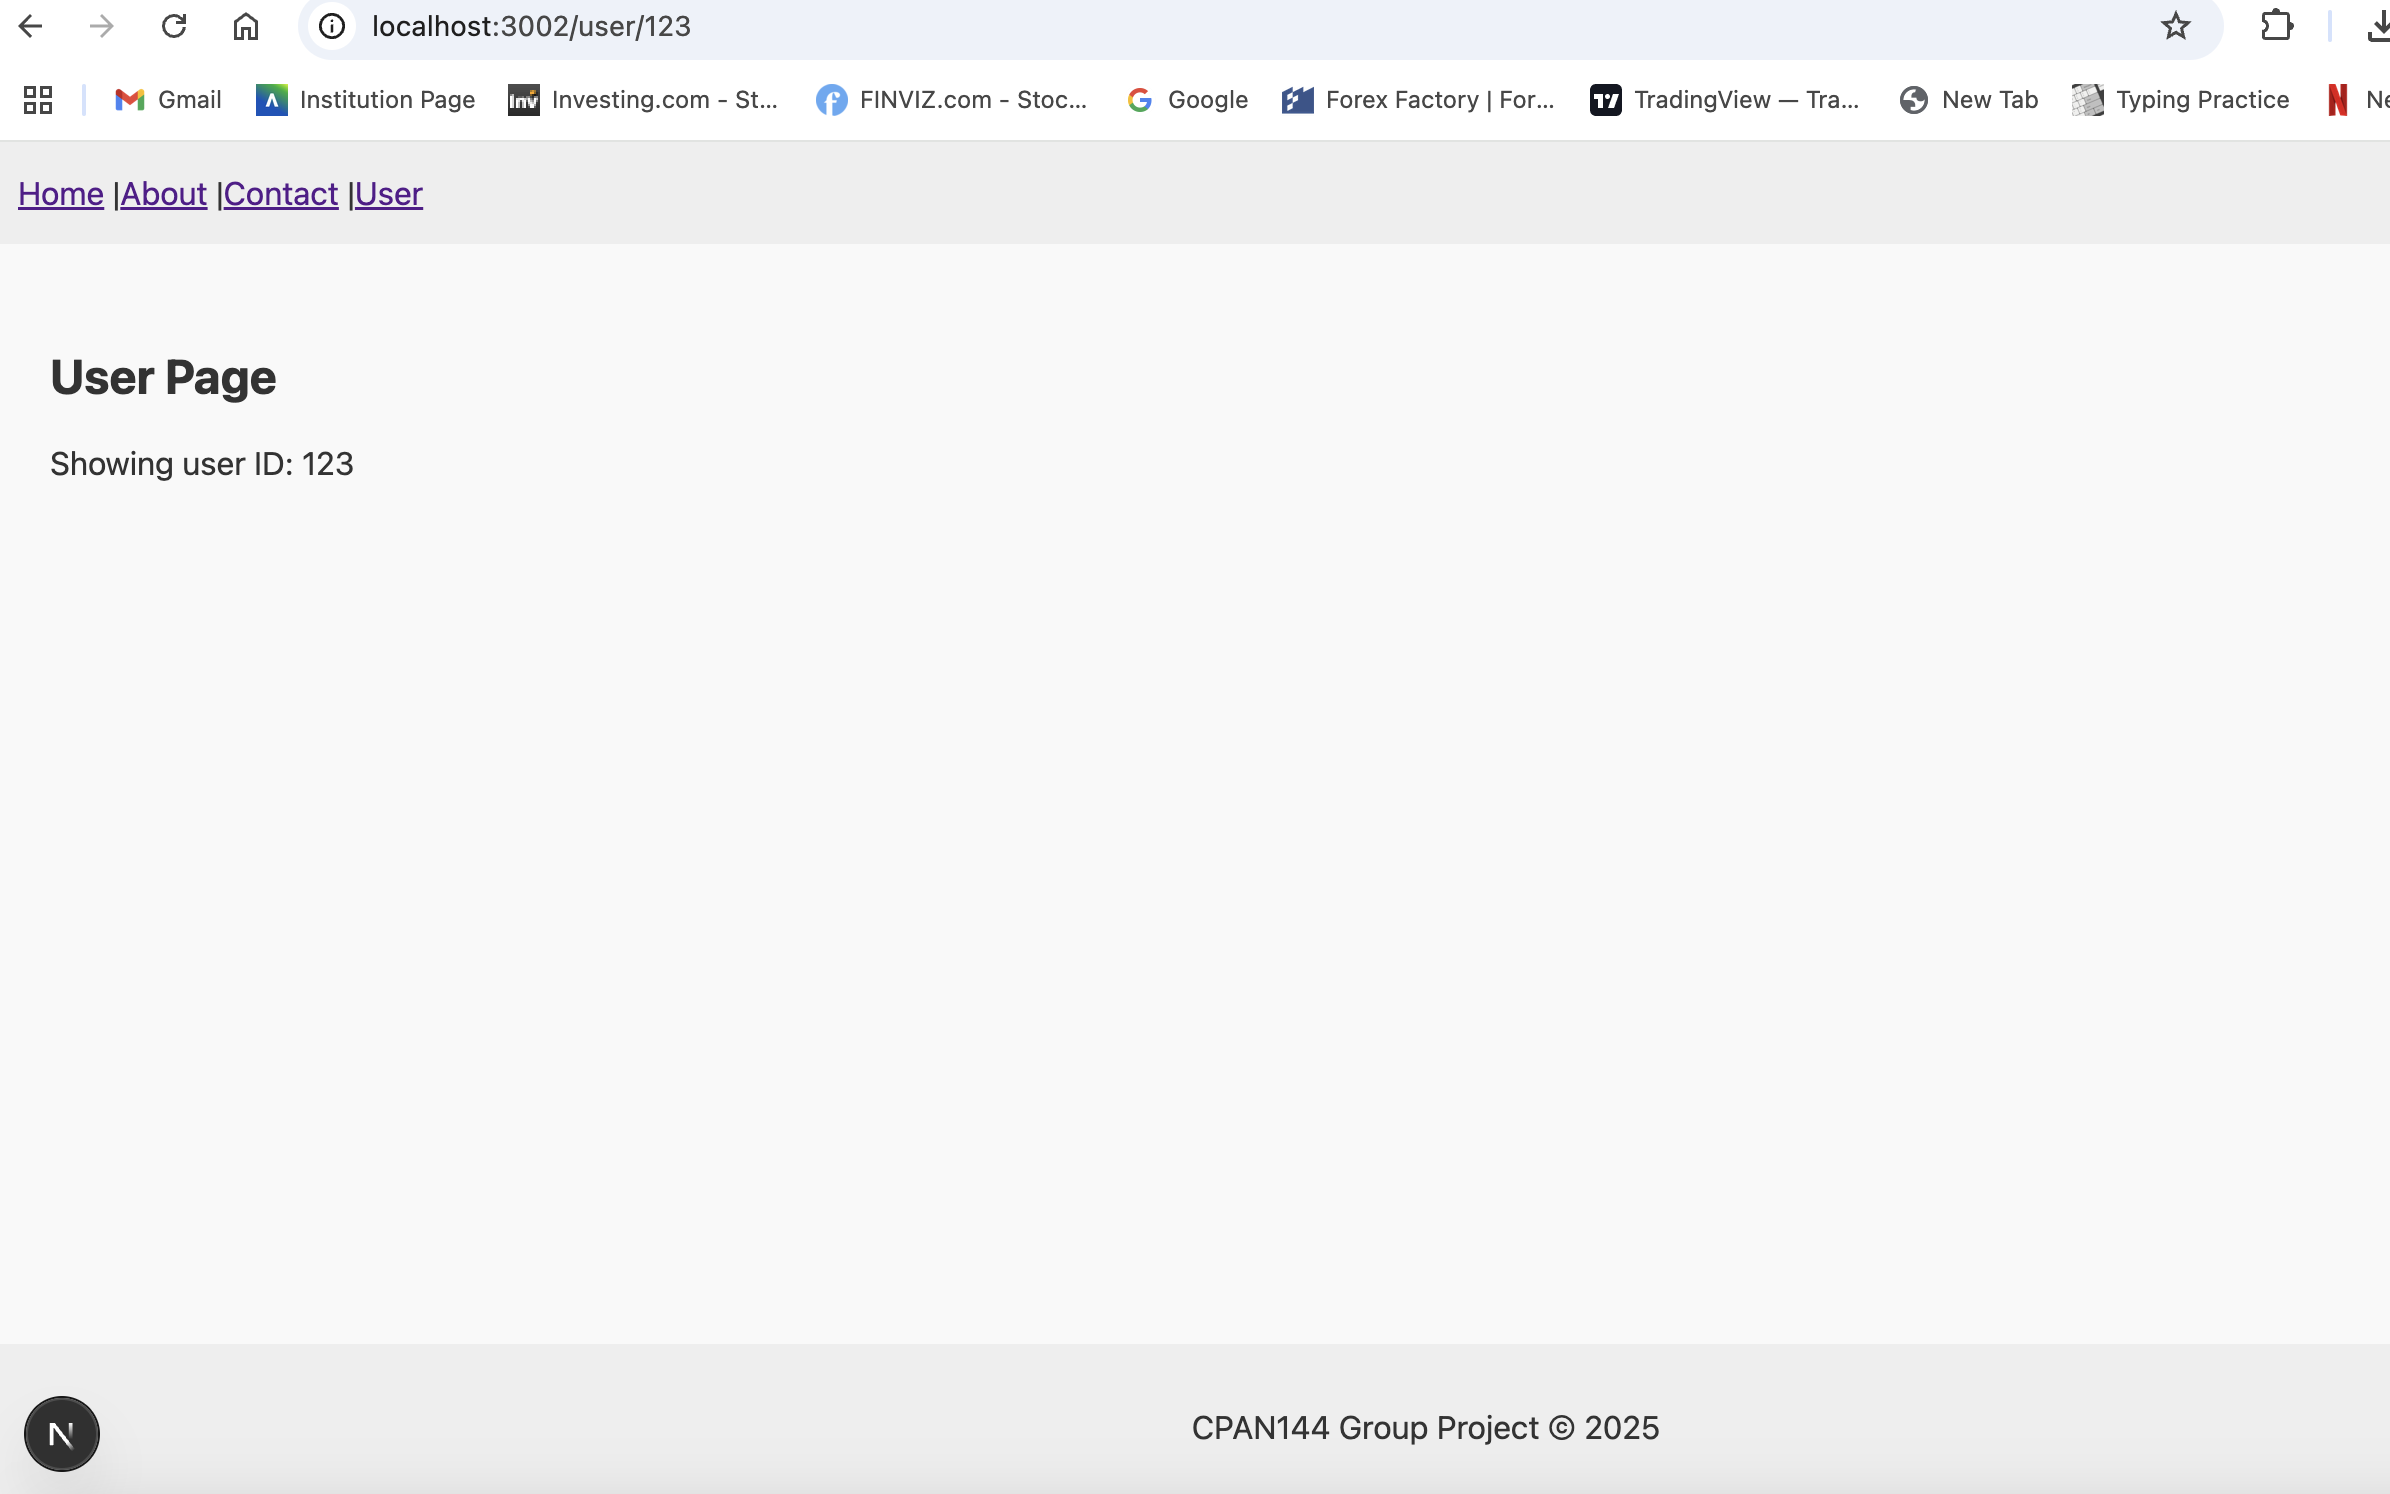 localhost:3002/user/123
Gmail Institution Page Investing.com - St... FINVIZ.com - Stoc... Google Forex Factory | For... TradingView — Tra... New Tab Typing Practice Ne
Home |About |Contact |User
User Page
Showing user ID: 123
N
CPAN144 Group Project © 2025